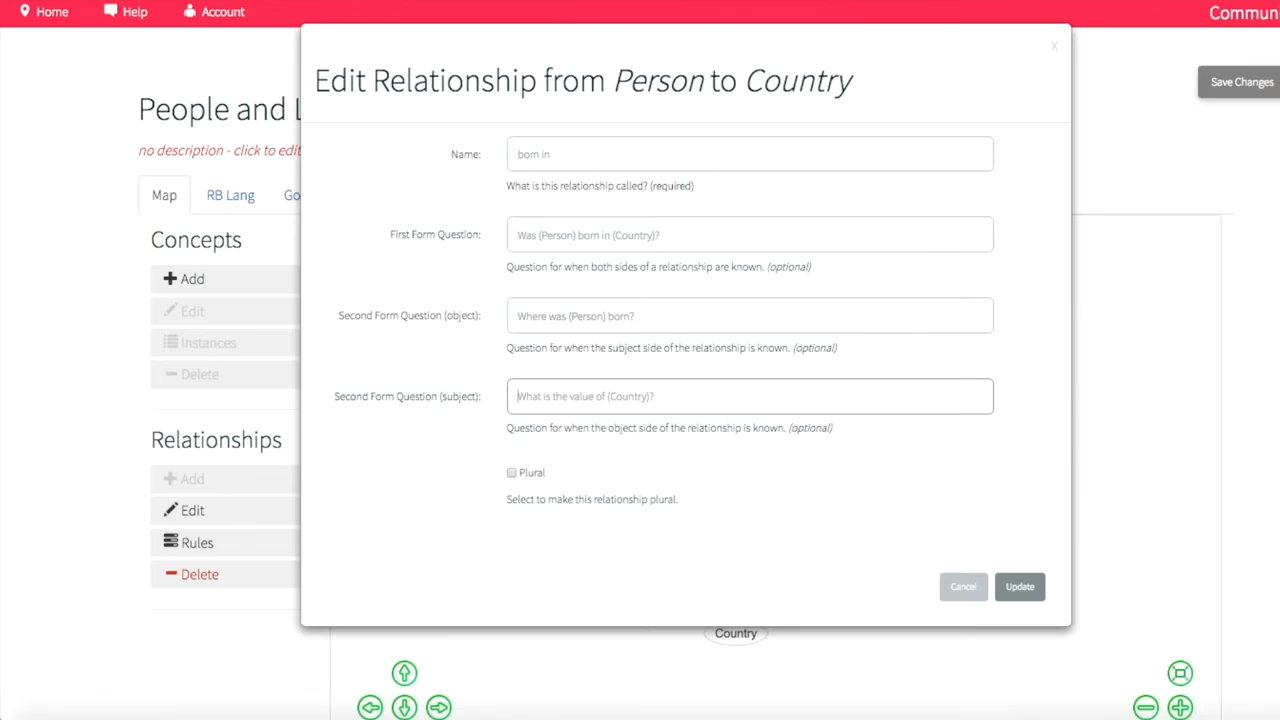 Home Help Account
Commun
Edit Relationship from Person to Country
x
Save Changes
People and L
no description - click to edit
Map RB Lang Go
Concepts
Add
Edit
Instances
Delete
Relationships
Add
Edit
Rules
Delete
Name: born in
What is this relationship called? (required)
First Form Question: Was (Person) born in (Country)?
Question for when both sides of a relationship are known. (optional)
Second Form Question (object): Where was (Person) born?
Question for when the subject side of the relationship is known. (optional)
Second Form Question (subject): What is the value of (Country)?
Question for when the object side of the relationship is known. (optional)
Plural
Select to make this relationship plural.
Cancel Update
Country